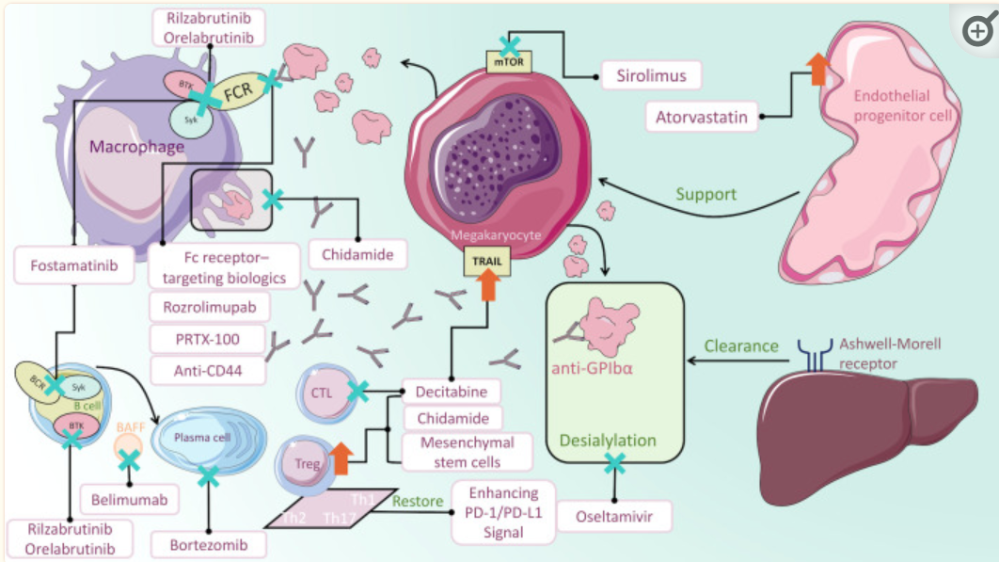 Rilzabrutinib
Orelabrutinib
BTK
FCR
Syk
Macrophage
mTOR
Sirolimus
Atorvastatin
Endothelial
progenitor cell
Support
Megakaryocyte
TRAIL
Fostamatinib
Fc receptor–
targeting biologics
Chidamide
Rozrolimupab
PRTX-100
Anti-CD44
anti-GPIbα
Desialylation
Clearance
Ashwell-Morell
receptor
BCR
Syk
B cell
BTK
BAFF
Plasma cell
CTL
Decitabine
Chidamide
Mesenchymal
stem cells
Treg
Th1
Th2
Th17
Restore
Enhancing
PD-1/PD-L1
Signal
Oseltamivir
Belimumab
Rilzabrutinib
Orelabrutinib
Bortezomib